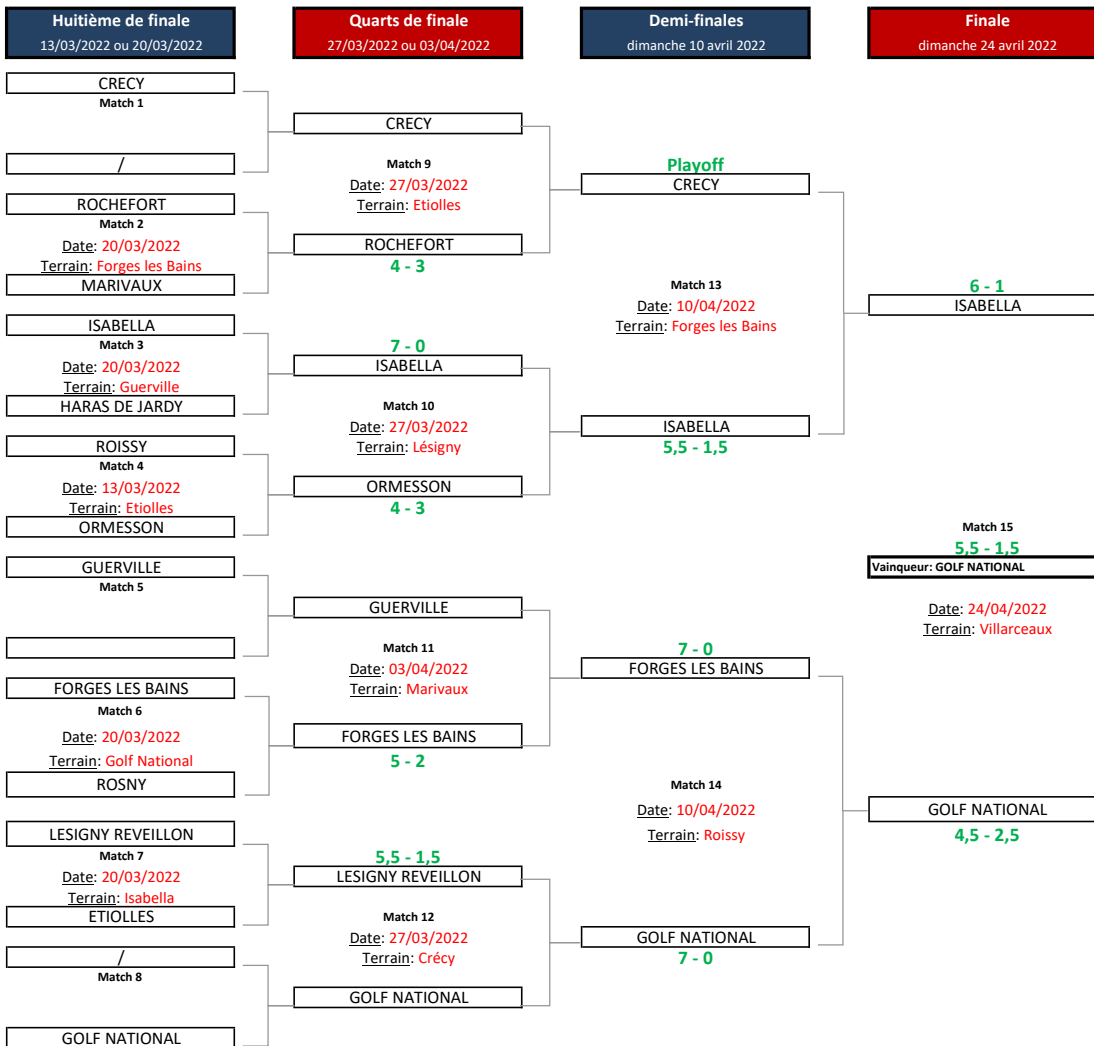 Huitième de finale
13/03/2022 ou 20/03/2022
Quarts de finale
27/03/2022 ou 03/04/2022
Demi-finales
dimanche 10 avril 2022
Finale
dimanche 24 avril 2022
CRECY
Match 1
/
ROCHEFORT
Match 2
Date: 20/03/2022
Terrain: Forges les Bains
MARIVAUX
ISABELLA
Match 3
Date: 20/03/2022
Terrain: Guerville
HARAS DE JARDY
ROISSY
Match 4
Date: 13/03/2022
Terrain: Etiolles
ORMESSON
GUERVILLE
Match 5
FORGES LES BAINS
Match 6
Date: 20/03/2022
Terrain: Golf National
ROSNY
LESIGNY REVEILLON
Match 7
Date: 20/03/2022
Terrain: Isabella
ETIOLLES
/
Match 8
GOLF NATIONAL
CRECY
Match 9
Date: 27/03/2022
Terrain: Etiolles
ROCHEFORT
4 - 3
7 - 0
ISABELLA
Match 10
Date: 27/03/2022
Terrain: Lésigny
ORMESSON
4 - 3
GUERVILLE
Match 11
Date: 03/04/2022
Terrain: Marivaux
FORGES LES BAINS
5 - 2
5,5 - 1,5
LESIGNY REVEILLON
Match 12
Date: 27/03/2022
Terrain: Crécy
GOLF NATIONAL
Playoff
CRECY
Match 13
Date: 10/04/2022
Terrain: Forges les Bains
ISABELLA
5,5 - 1,5
7 - 0
FORGES LES BAINS
Match 14
Date: 10/04/2022
Terrain: Roissy
GOLF NATIONAL
7 - 0
6 - 1
ISABELLA
Match 15
5,5 - 1,5
Vainqueur: GOLF NATIONAL
Date: 24/04/2022
Terrain: Villarceaux
GOLF NATIONAL
4,5 - 2,5